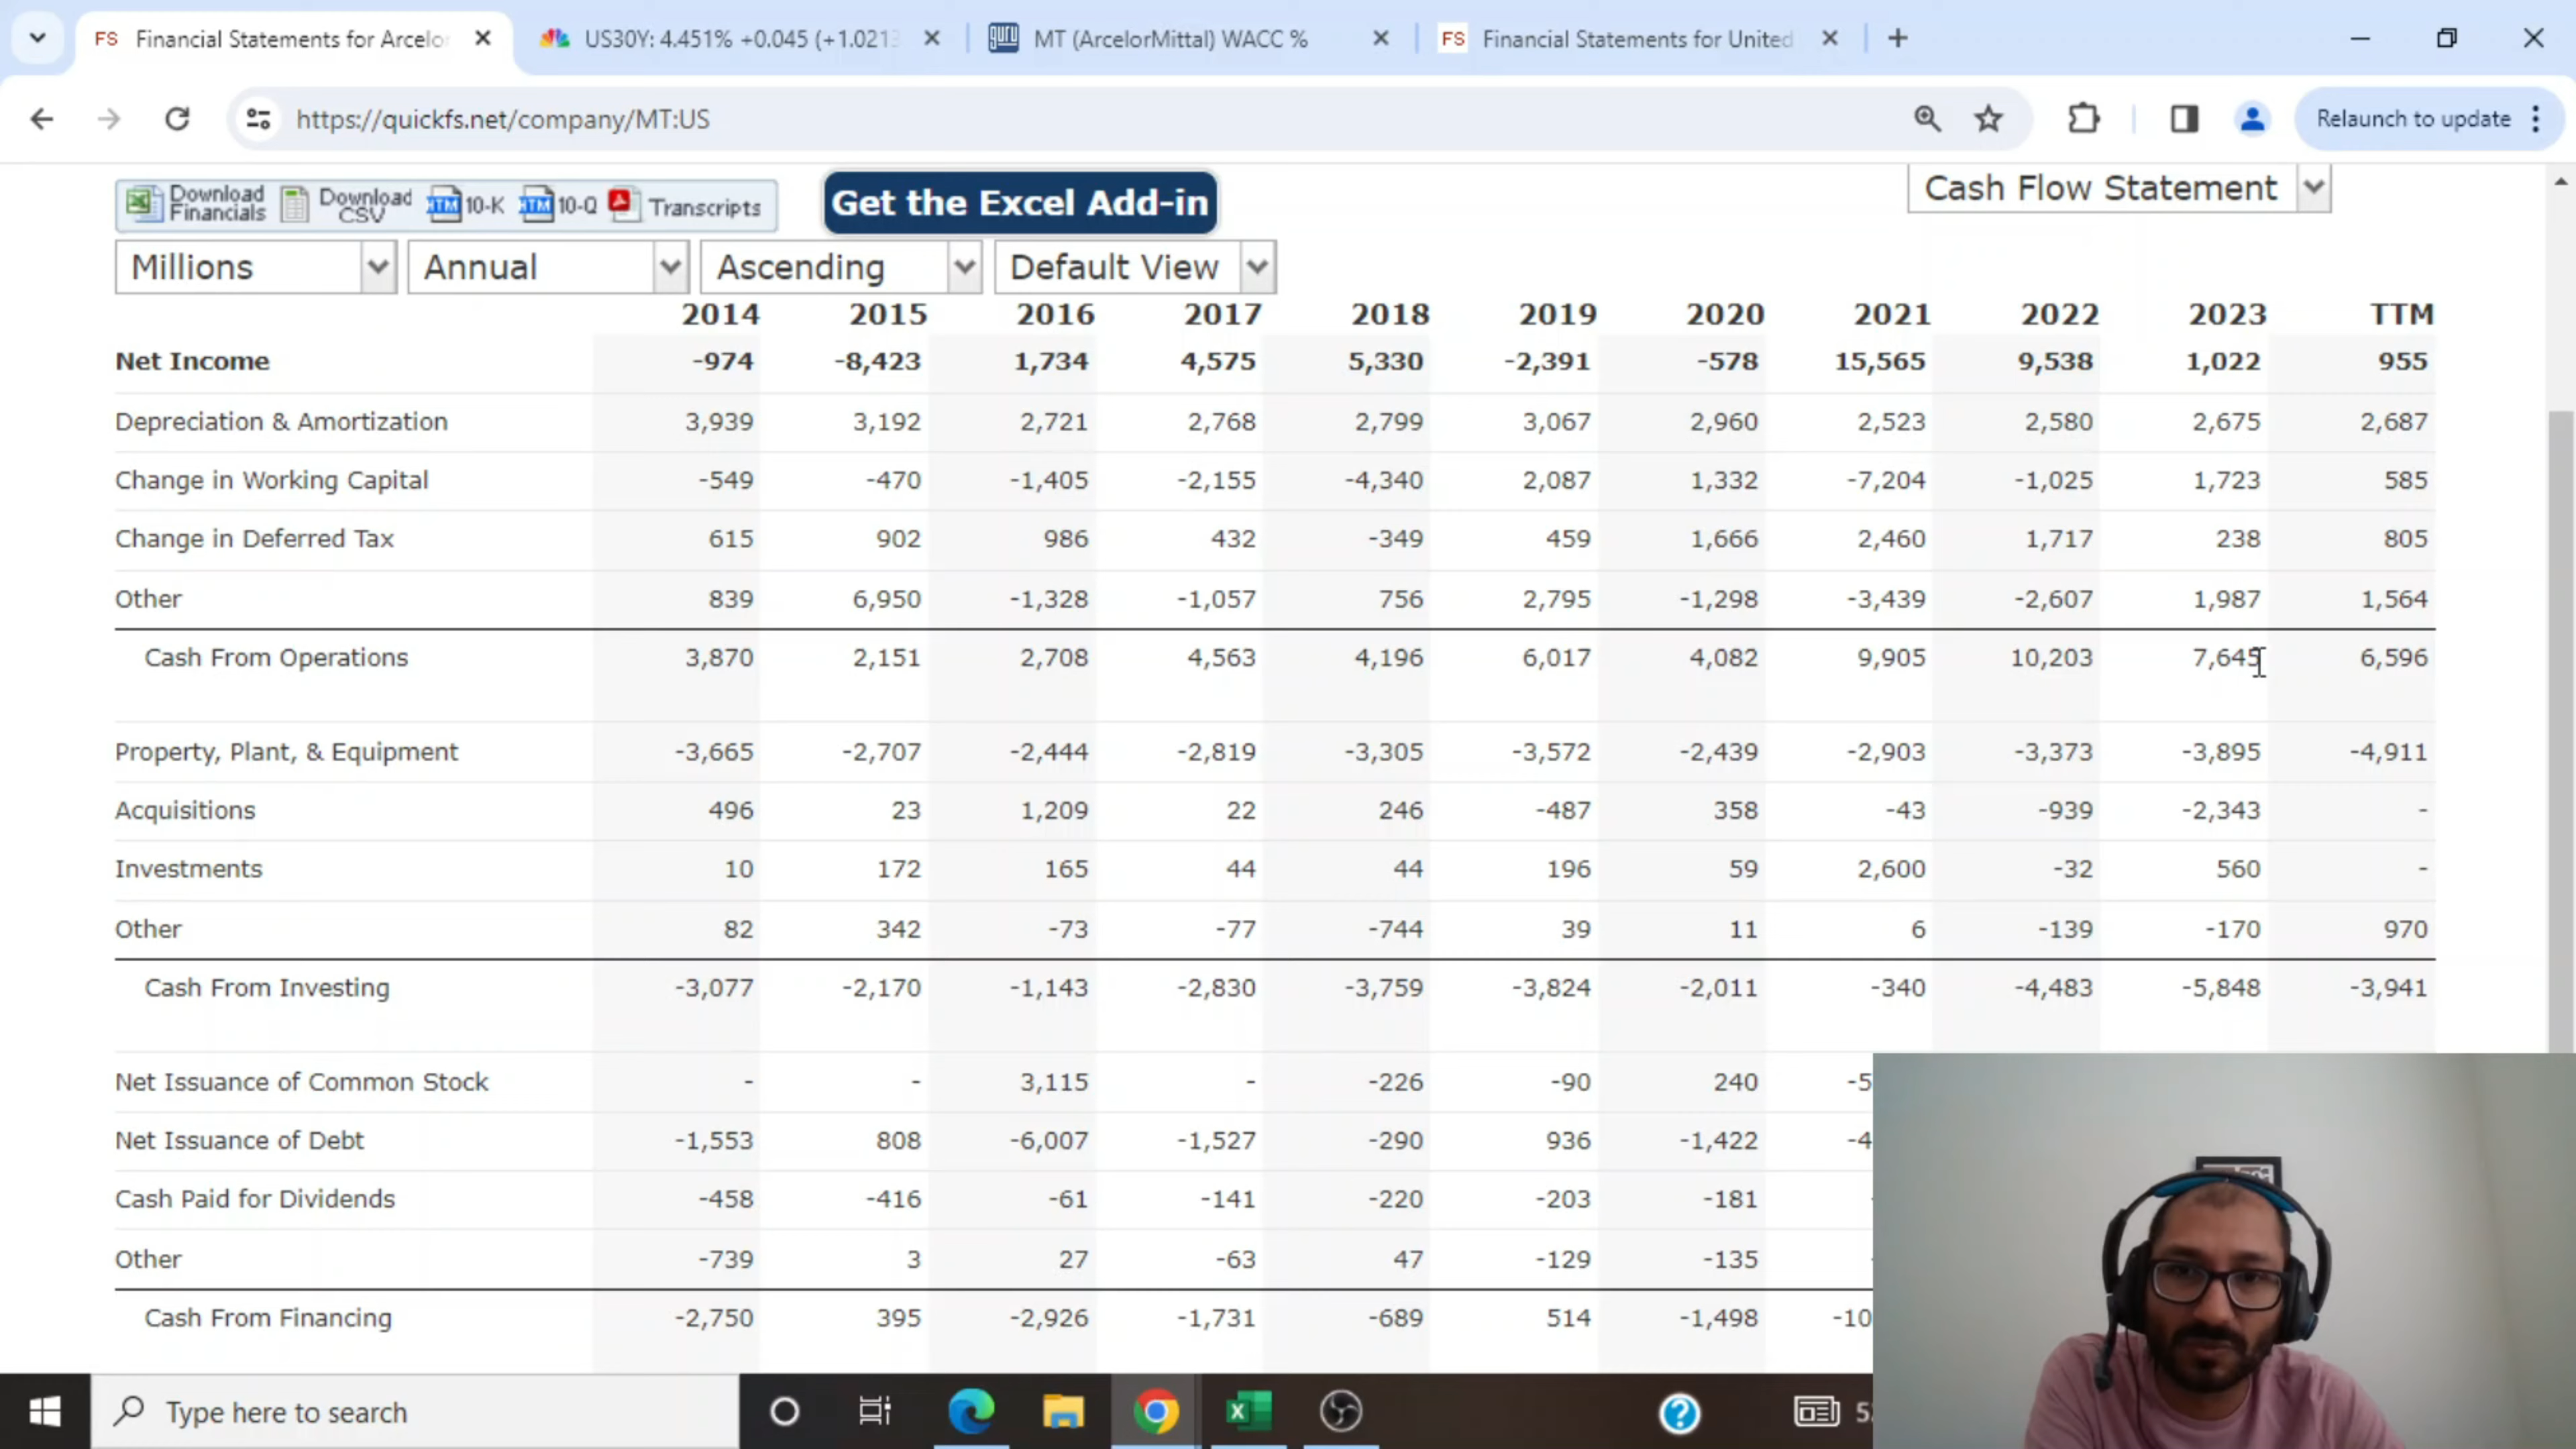 FS Financial Statements for Arcelor
US30Y: 4.451% +0.045 (+1.0213
guru MT (ArcelorMittal) WACC %
FS Financial Statements for United
https://quickfs.net/company/MT:US
Relaunch to update
Download Financials
Download CSV
10-K
10-Q
Transcripts
Get the Excel Add-in
Cash Flow Statement
Millions Annual Ascending Default View
2014 2015 2016 2017 2018 2019 2020 2021 2022 2023 TTM
Net Income -974 -8,423 1,734 4,575 5,330 -2,391 -578 15,565 9,538 1,022 955
Depreciation & Amortization 3,939 3,192 2,721 2,768 2,799 3,067 2,960 2,523 2,580 2,675 2,687
Change in Working Capital -549 -470 -1,405 -2,155 -4,340 2,087 1,332 -7,204 -1,025 1,723 585
Change in Deferred Tax 615 902 986 432 -349 459 1,666 2,460 1,717 238 805
Other 839 6,950 -1,328 -1,057 756 2,795 -1,298 -3,439 -2,607 1,987 1,564
Cash From Operations 3,870 2,151 2,708 4,563 4,196 6,017 4,082 9,905 10,203 7,645 6,596
Property, Plant, & Equipment -3,665 -2,707 -2,444 -2,819 -3,305 -3,572 -2,439 -2,903 -3,373 -3,895 -4,911
Acquisitions 496 23 1,209 22 246 -487 358 -43 -939 -2,343 -
Investments 10 172 165 44 44 196 59 2,600 -32 560 -
Other 82 342 -73 -77 -744 39 11 6 -139 -170 970
Cash From Investing -3,077 -2,170 -1,143 -2,830 -3,759 -3,824 -2,011 -340 -4,483 -5,848 -3,941
Net Issuance of Common Stock - - 3,115 - -226 -90 240 -5
Net Issuance of Debt -1,553 808 -6,007 -1,527 -290 936 -1,422 -4
Cash Paid for Dividends -458 -416 -61 -141 -220 -203 -181
Other -739 3 27 -63 47 -129 -135
Cash From Financing -2,750 395 -2,926 -1,731 -689 514 -1,498 -10
Type here to search